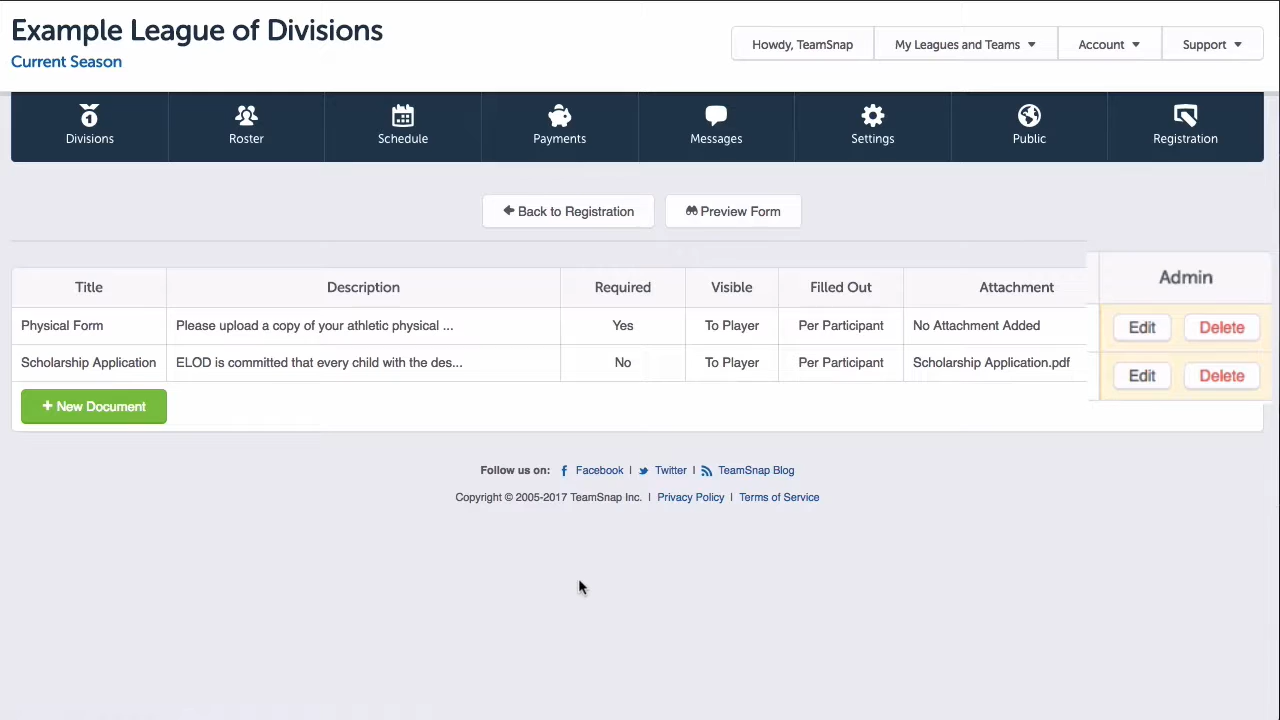 Example League of Divisions
Current Season
Howdy, TeamSnap
My Leagues and Teams
Account
Support
Divisions
Roster
Schedule
Payments
Messages
Settings
Public
Registration
Back to Registration
Preview Form
Title Description Required Visible Filled Out Attachment Admin
Physical Form Please upload a copy of your athletic physical ... Yes To Player Per Participant No Attachment Added Edit Delete
Scholarship Application ELOD is committed that every child with the des... No To Player Per Participant Scholarship Application.pdf Edit Delete
+ New Document
Follow us on: Facebook | Twitter | TeamSnap Blog
Copyright © 2005-2017 TeamSnap Inc. | Privacy Policy | Terms of Service